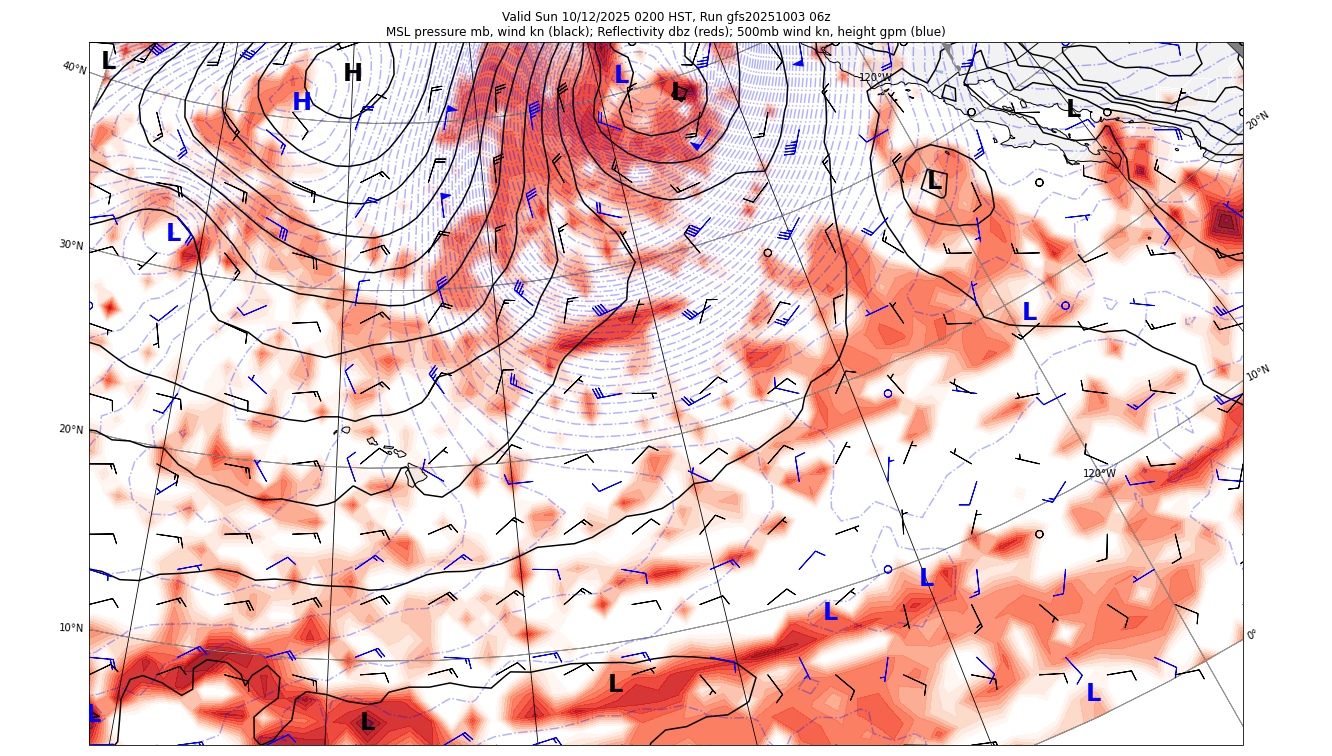 Valid Sun 10/12/2025 0200 HST, Run gfs20251003 06z
MSL pressure mb, wind kn (black); Reflectivity dbz (reds); 500mb wind kn, height gpm (blue)
L
H
L
40°N
120°W
H
L
L
20°N
L
L
30°N
L
10°N
20°N
120°W
L
10°N
L
0°
L
L
L
L